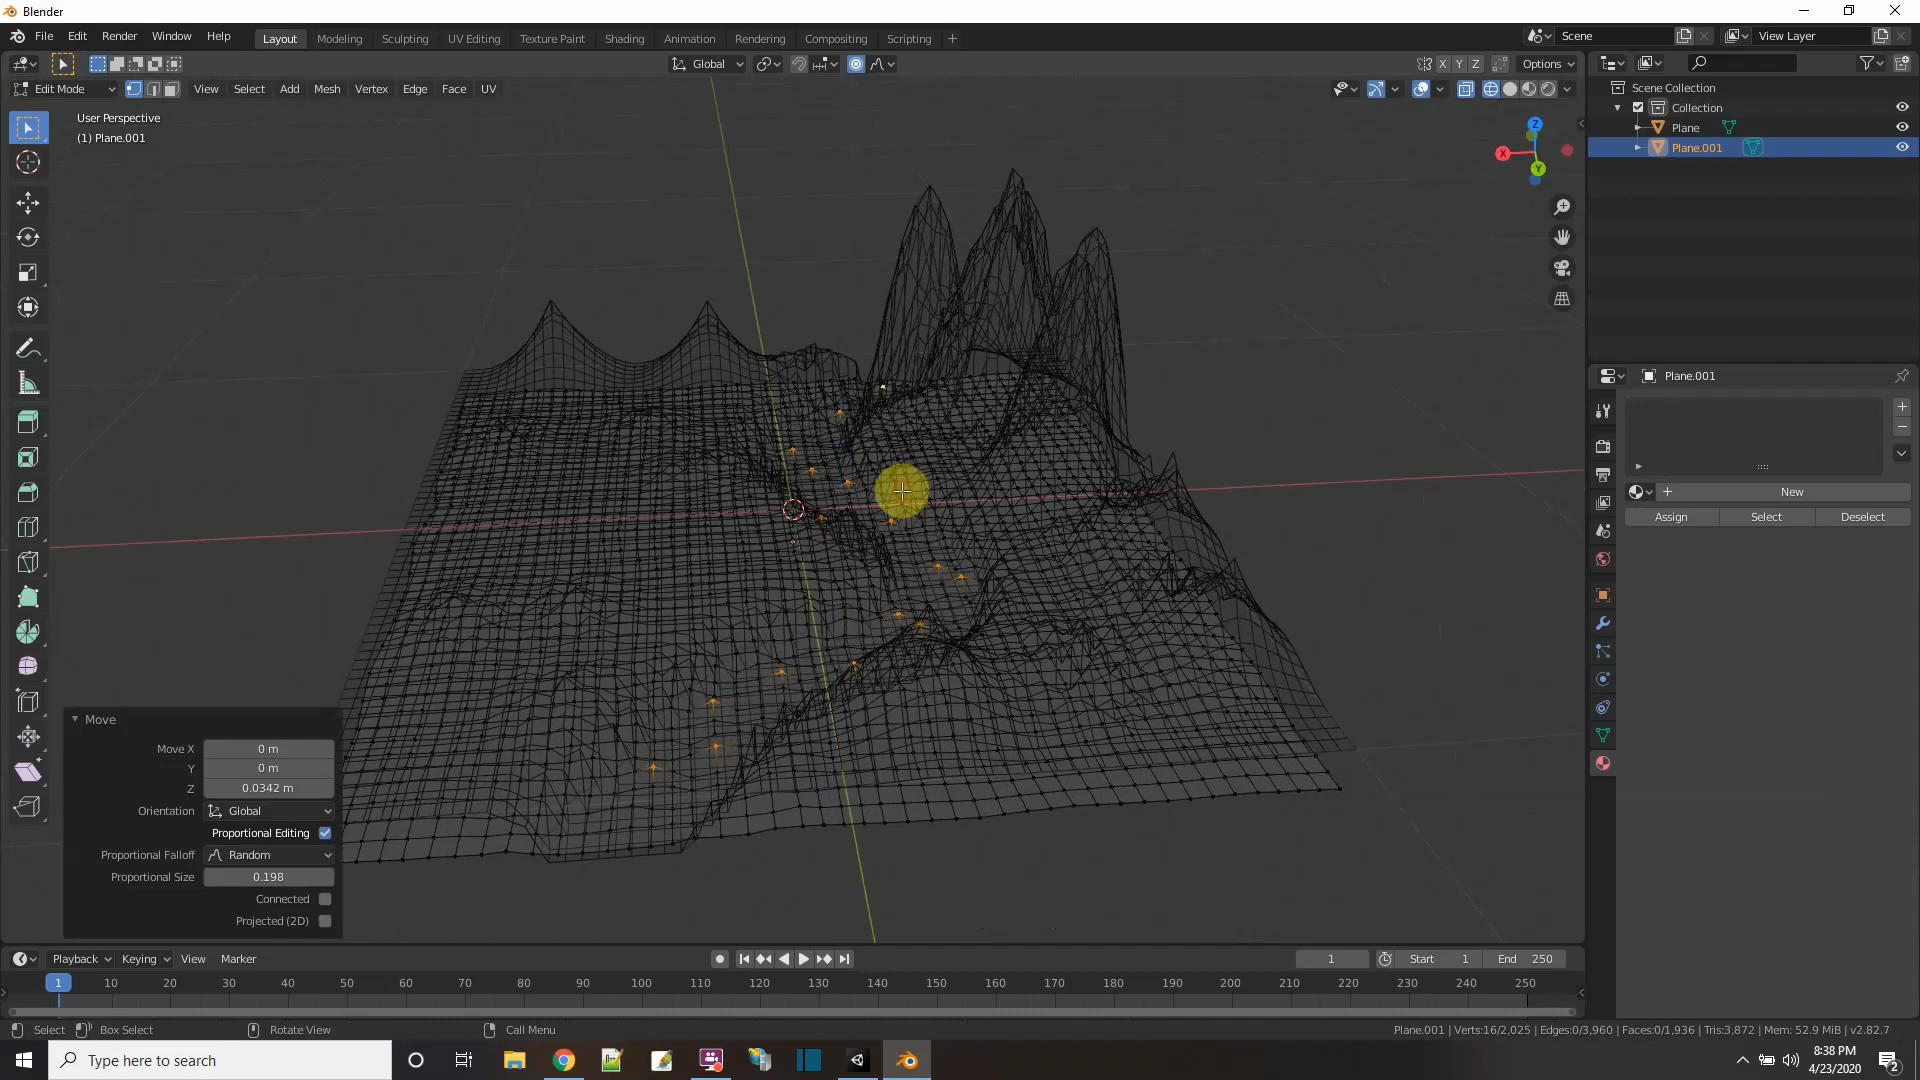 Blender
File Edit Render Window Help
Layout Modeling Sculpting UV Editing Texture Paint Shading Animation Rendering Compositing Scripting +
Scene
View Layer
Global
X Y Z
Options
Edit Mode
View Select Add Mesh Vertex Edge Face UV
User Perspective
(1) Plane.001
Z
X
Y
Scene Collection
Collection
Plane
Plane.001
Plane.001
New
Assign Select Deselect
Move
Move X 0 m
Y 0 m
Z 0.0342 m
Orientation Global
Proportional Editing
Proportional Falloff Random
Proportional Size 0.198
Connected
Projected (2D)
Playback Keying View Marker
1 Start 1 End 250
1 10 20 30 40 50 60 70 80 90 100 110 120 130 140 150 160 170 180 190 200 210 220 230 240 250
Select Box Select Rotate View Call Menu
Plane.001 | Verts:16/2,025 | Edges:0/3,960 | Faces:0/1,936 | Tris:3,872 | Mem: 52.9 MiB | v2.82.7
Type here to search
8:38 PM
4/23/2020
2